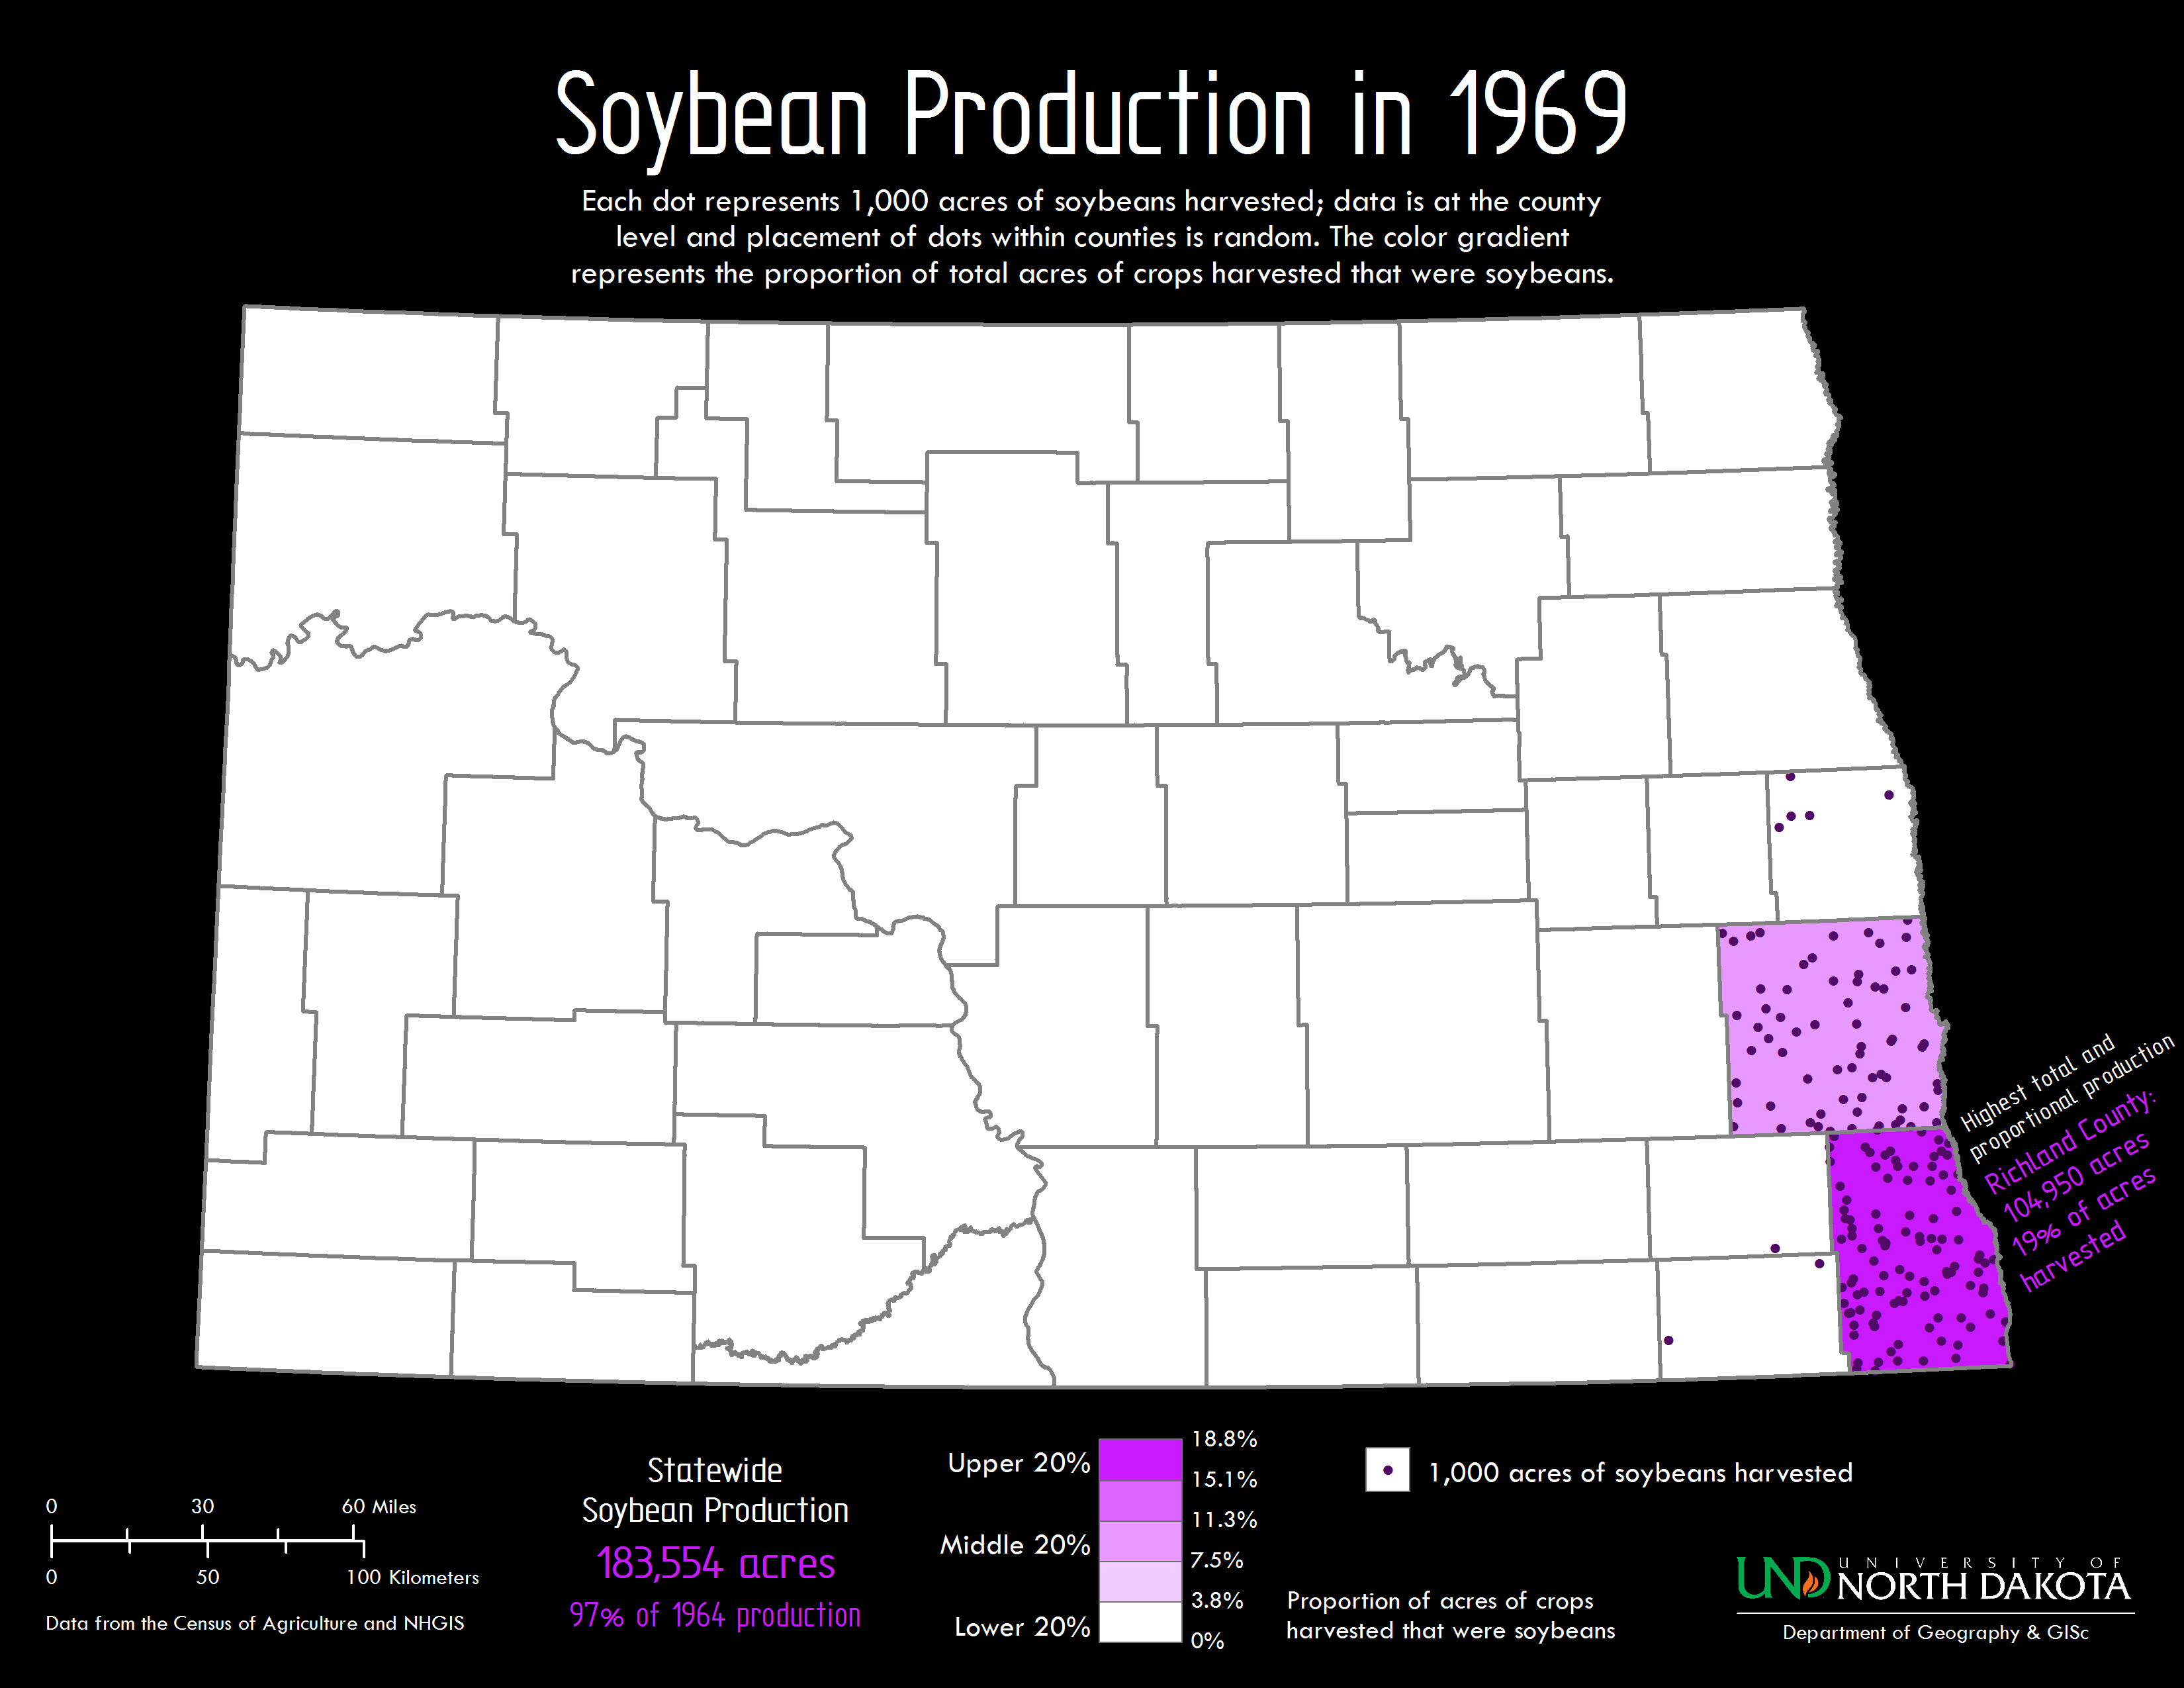 Soybean Production in 1969
Each dot represents 1,000 acres of soybeans harvested; data is at the county
level and placement of dots within counties is random. The color gradient
represents the proportion of total acres of crops harvested that were soybeans.
Highest total and
proportional production
Richland County:
104,950 acres
19% of acres
harvested
0 30 60 Miles
0 50 100 Kilometers
Data from the Census of Agriculture and NHGIS
Statewide
Soybean Production
183,554 acres
97% of 1964 production
Upper 20%
Middle 20%
Lower 20%
18.8%
15.1%
11.3%
7.5%
3.8%
0%
1,000 acres of soybeans harvested
Proportion of acres of crops
harvested that were soybeans
UND UNIVERSITY OF
NORTH DAKOTA
Department of Geography & GISc